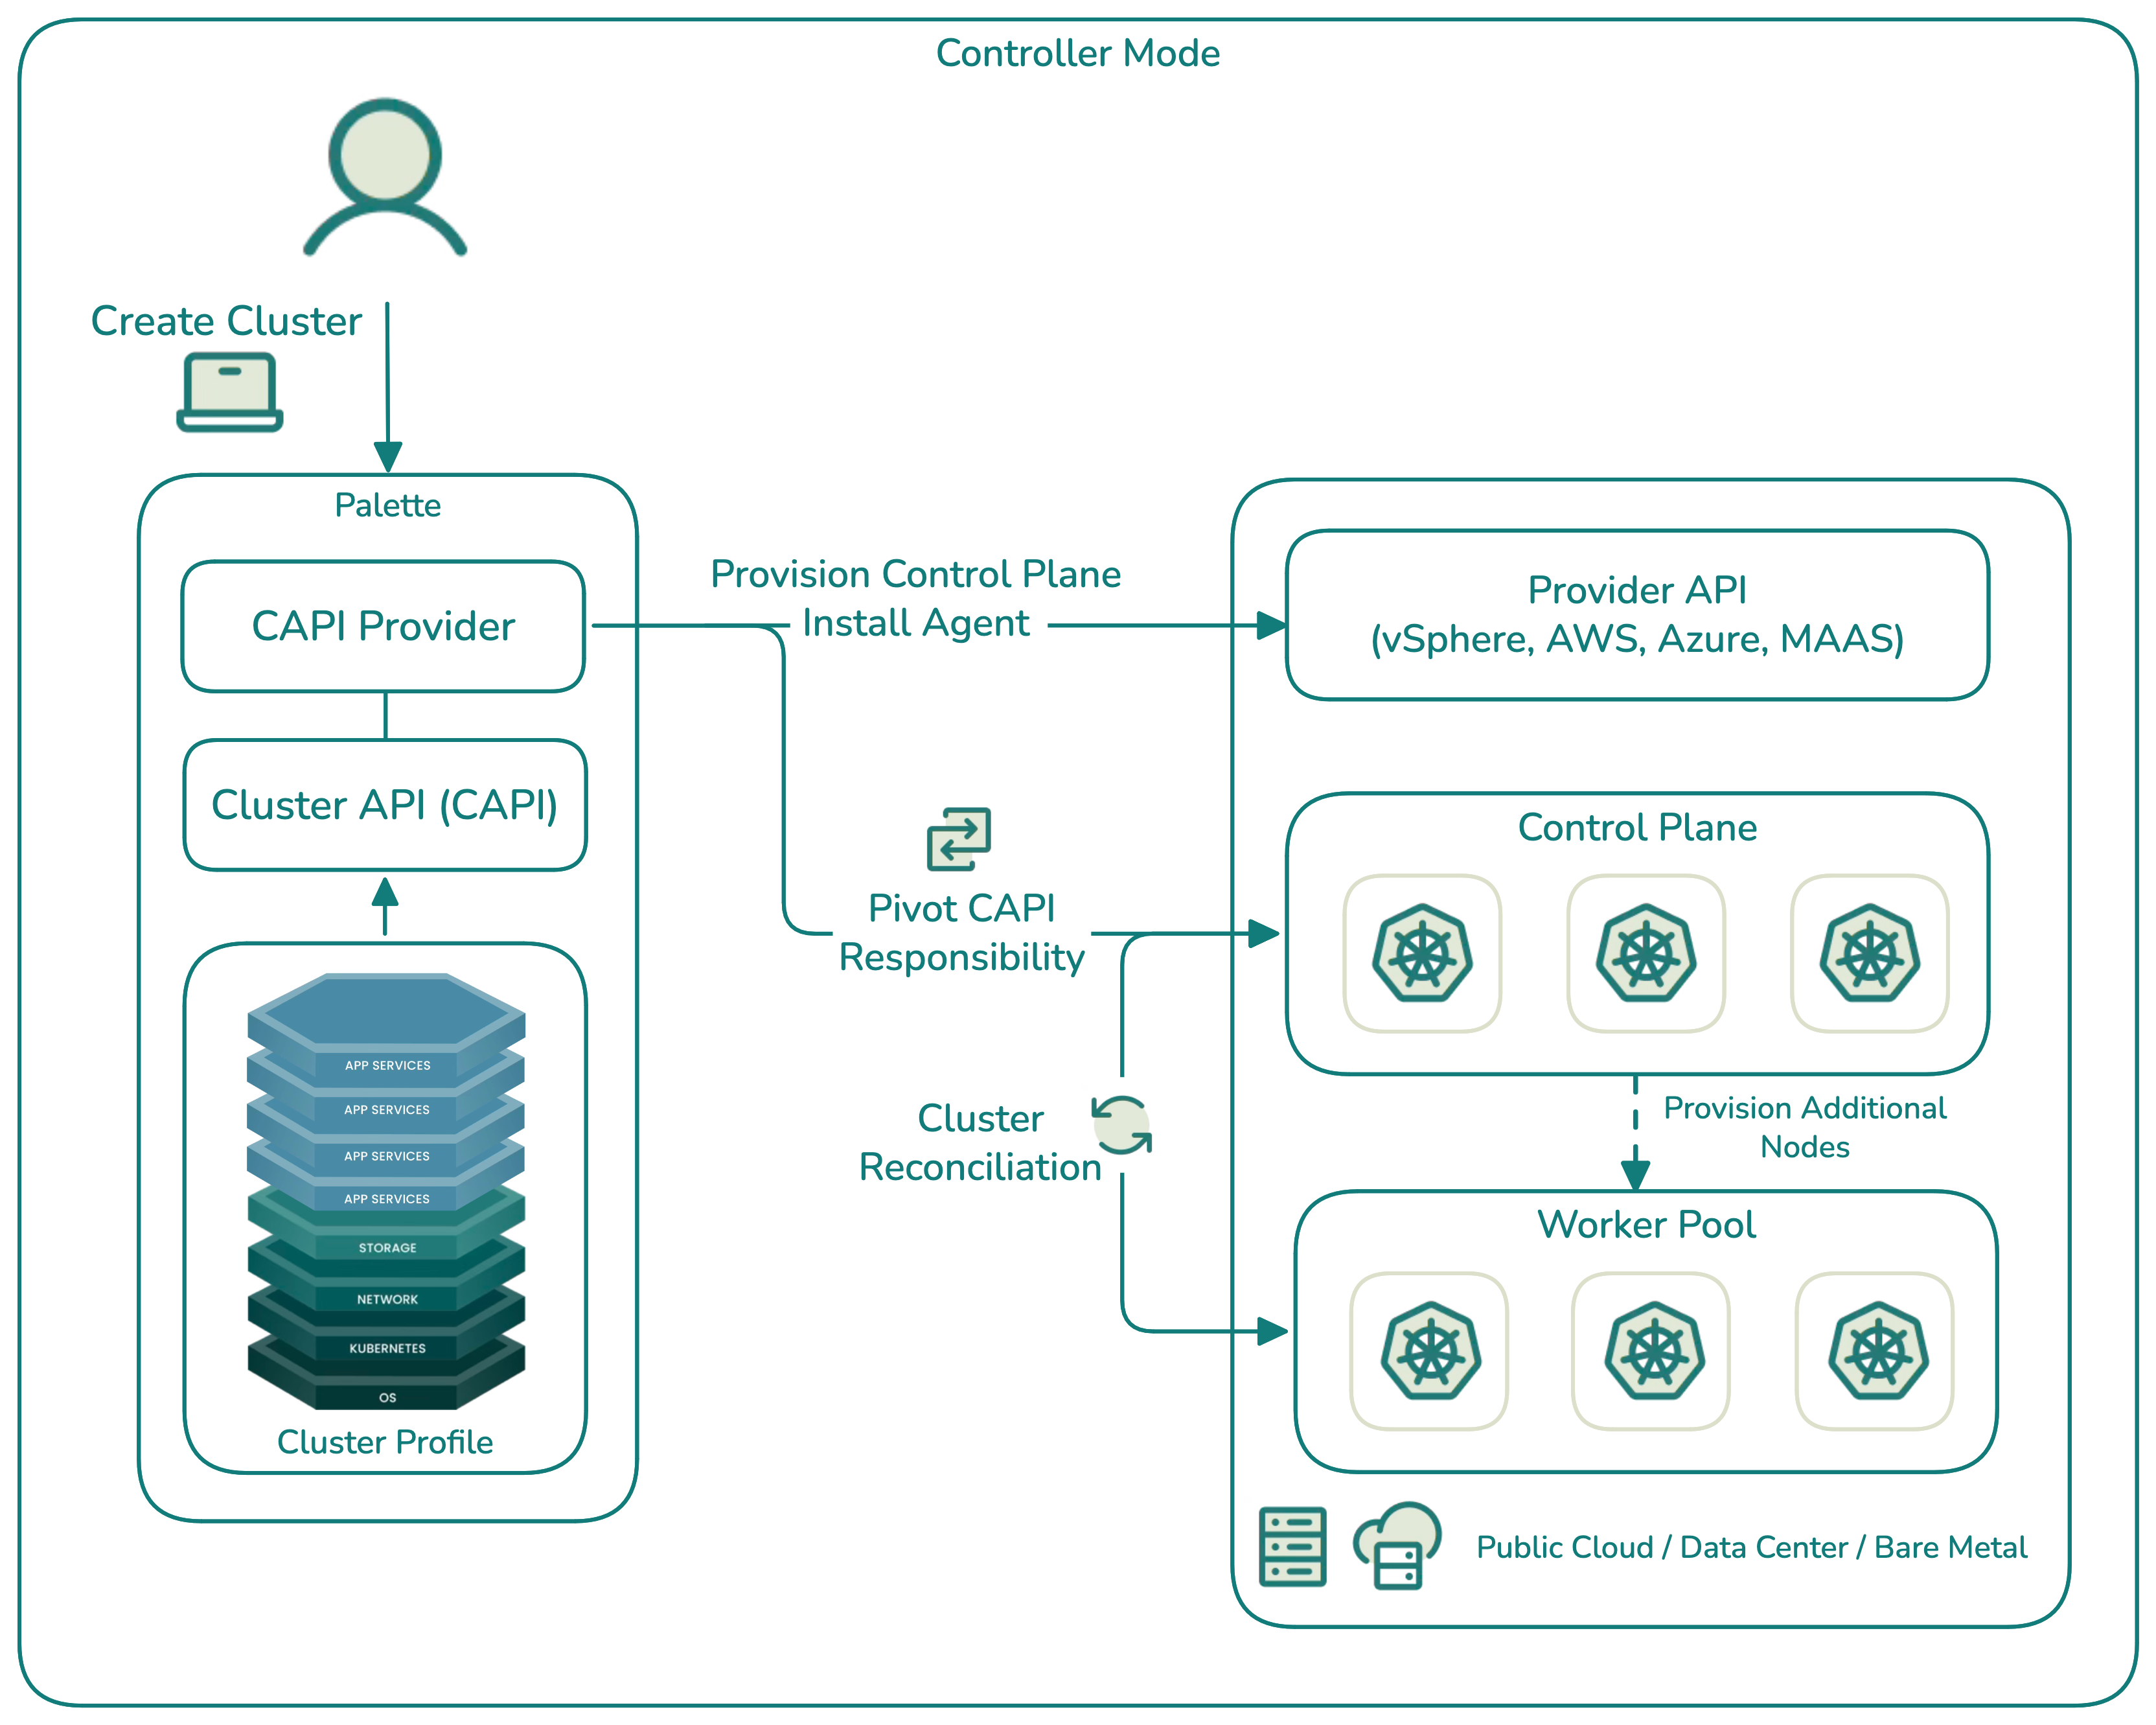 Controller Mode
Create Cluster
Palette
CAPI Provider
Cluster API (CAPI)
APP SERVICES
APP SERVICES
APP SERVICES
APP SERVICES
STORAGE
NETWORK
KUBERNETES
OS
Cluster Profile
Provision Control Plane
Install Agent
Pivot CAPI
Responsibility
Cluster
Reconciliation
Provider API
(vSphere, AWS, Azure, MAAS)
Control Plane
Provision Additional
Nodes
Worker Pool
Public Cloud / Data Center / Bare Metal